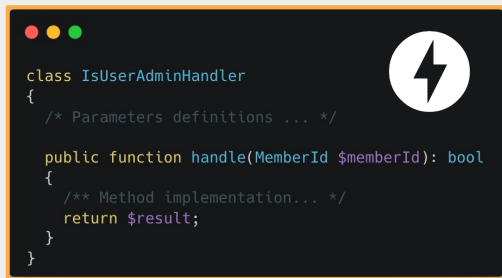 class IsUserAdminHandler
{
/* Parameters definitions ... */
public function handle(MemberId $memberId): bool
{
/** Method implementation... */
return $result;
}
}